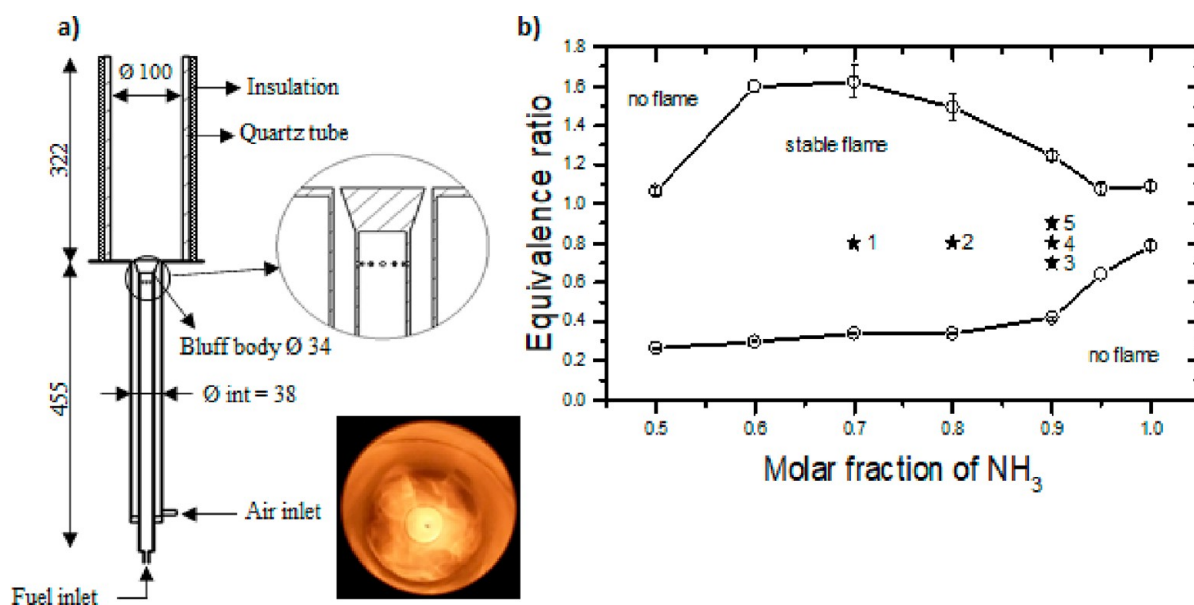 a)
Ø 100
Insulation
Quartz tube
322
Bluff body Ø 34
455
Ø int = 38
Air inlet
Fuel inlet
b)
Equivalence ratio
1.8
1.6
1.4
1.2
1.0
0.8
0.6
0.4
0.2
0.0
no flame
stable flame
1
2
5
4
3
no flame
0.5
0.6
0.7
0.8
0.9
1.0
Molar fraction of NH₃